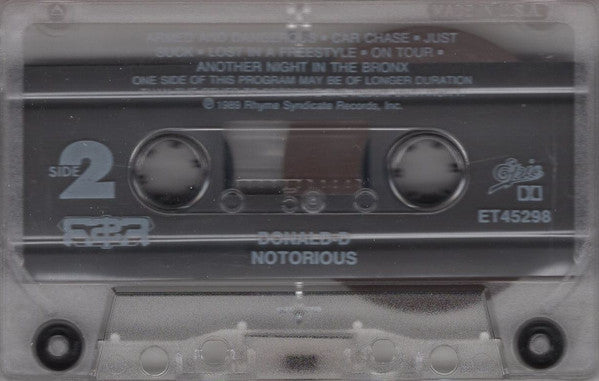 A
MADE IN U.S.A.
ARMED AND DANGEROUS • CAR CHASE • JUST
SUCK • LOST IN A FREESTYLE • ON TOUR •
ANOTHER NIGHT IN THE BRONX
ONE SIDE OF THIS PROGRAM MAY BE OF LONGER DURATION
℗ 1989 Rhyme Syndicate Records, Inc.
SIDE 2
Epic
ET45298
DONALD-D
NOTORIOUS